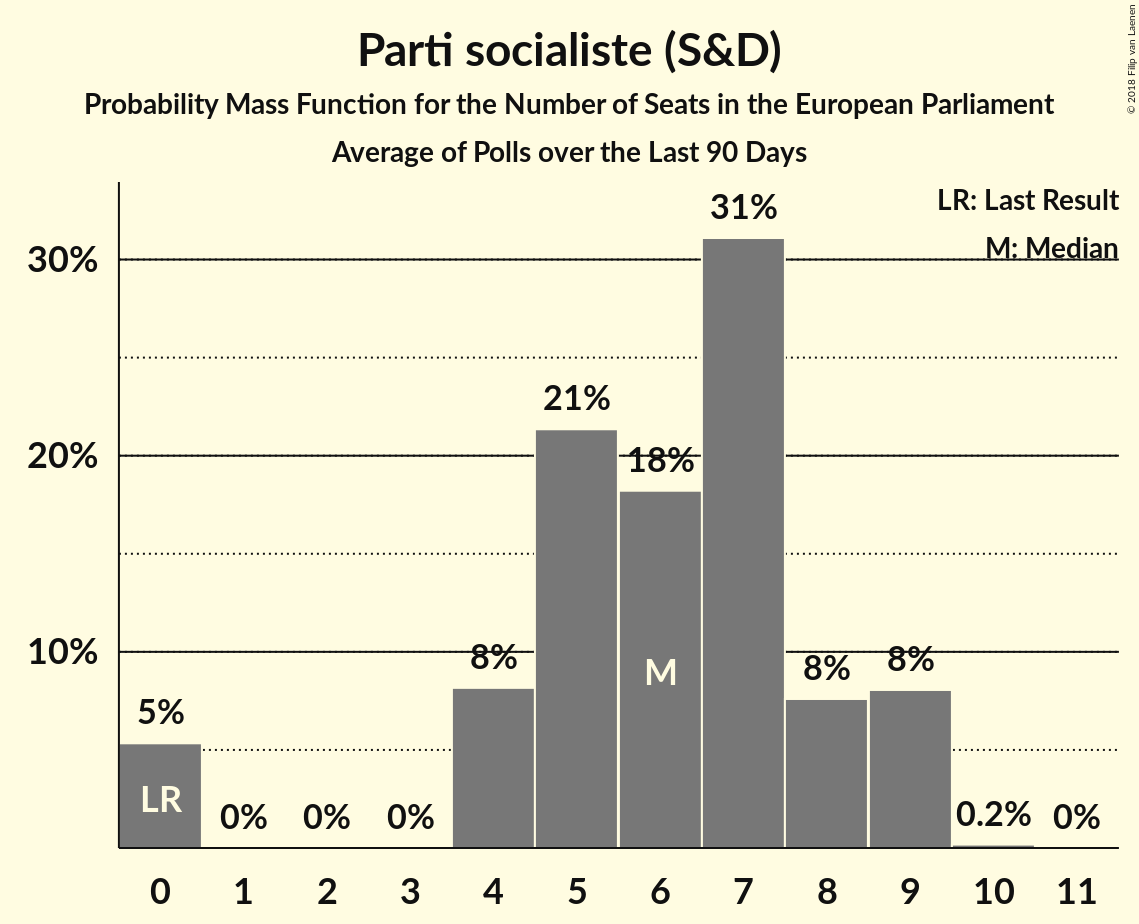 Parti socialiste (S&D)
Probability Mass Function for the Number of Seats in the European Parliament
Average of Polls over the Last 90 Days
© 2018 Filip van Laenen
LR: Last Result
M: Median
30%
20%
10%
5%
0%
0%
0%
8%
21%
18%
31%
8%
8%
0.2%
0%
LR
M
0 1 2 3 4 5 6 7 8 9 10 11